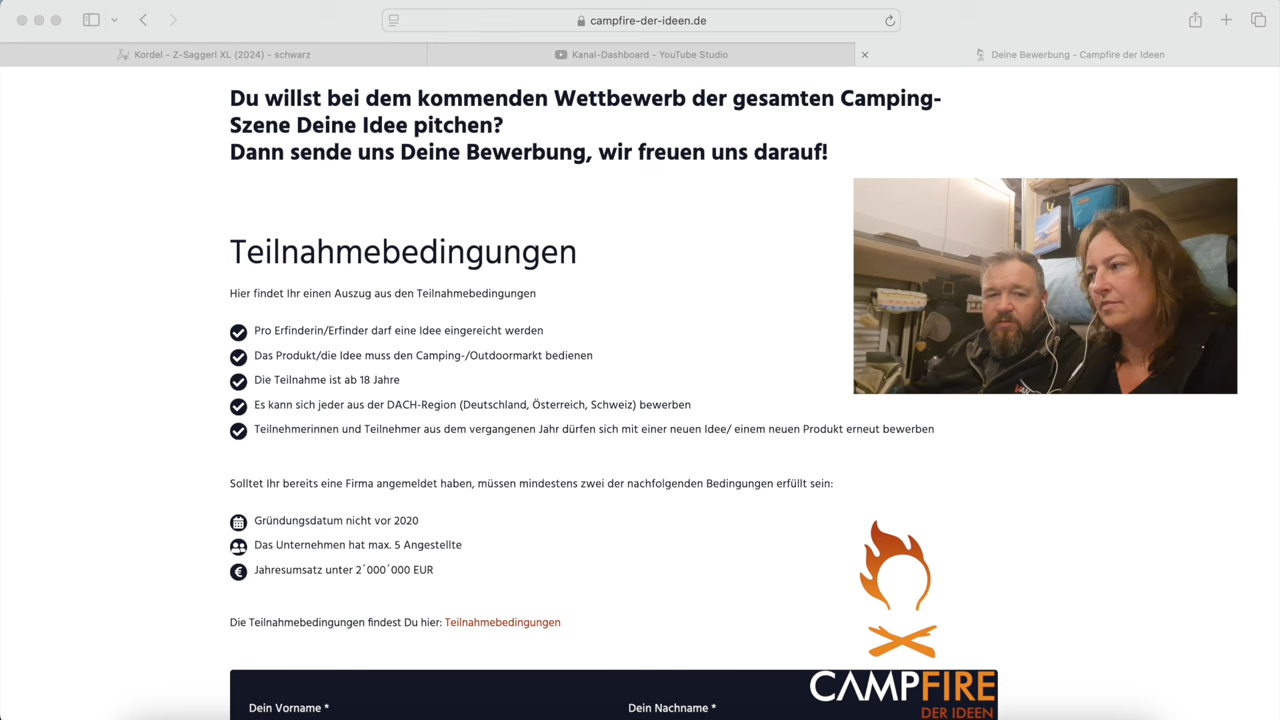 campfire-der-ideen.de
Kordel - Z-Saggerl XL (2024) - schwarz
Kanal-Dashboard - YouTube Studio
Deine Bewerbung - Campfire der Ideen
Du willst bei dem kommenden Wettbewerb der gesamten Camping-
Szene Deine Idee pitchen?
Dann sende uns Deine Bewerbung, wir freuen uns darauf!
Teilnahmebedingungen
Hier findet Ihr einen Auszug aus den Teilnahmebedingungen
Pro Erfinderin/Erfinder darf eine Idee eingereicht werden
Das Produkt/die Idee muss den Camping-/Outdoormarkt bedienen
Die Teilnahme ist ab 18 Jahre
Es kann sich jeder aus der DACH-Region (Deutschland, Österreich, Schweiz) bewerben
Teilnehmerinnen und Teilnehmer aus dem vergangenen Jahr dürfen sich mit einer neuen Idee/ einem neuen Produkt erneut bewerben
Solltet Ihr bereits eine Firma angemeldet haben, müssen mindestens zwei der nachfolgenden Bedingungen erfüllt sein:
Gründungsdatum nicht vor 2020
Das Unternehmen hat max. 5 Angestellte
Jahresumsatz unter 2´000´000 EUR
Die Teilnahmebedingungen findest Du hier: Teilnahmebedingungen
Dein Vorname *
Dein Nachname *
CAMPFIRE
DER IDEEN